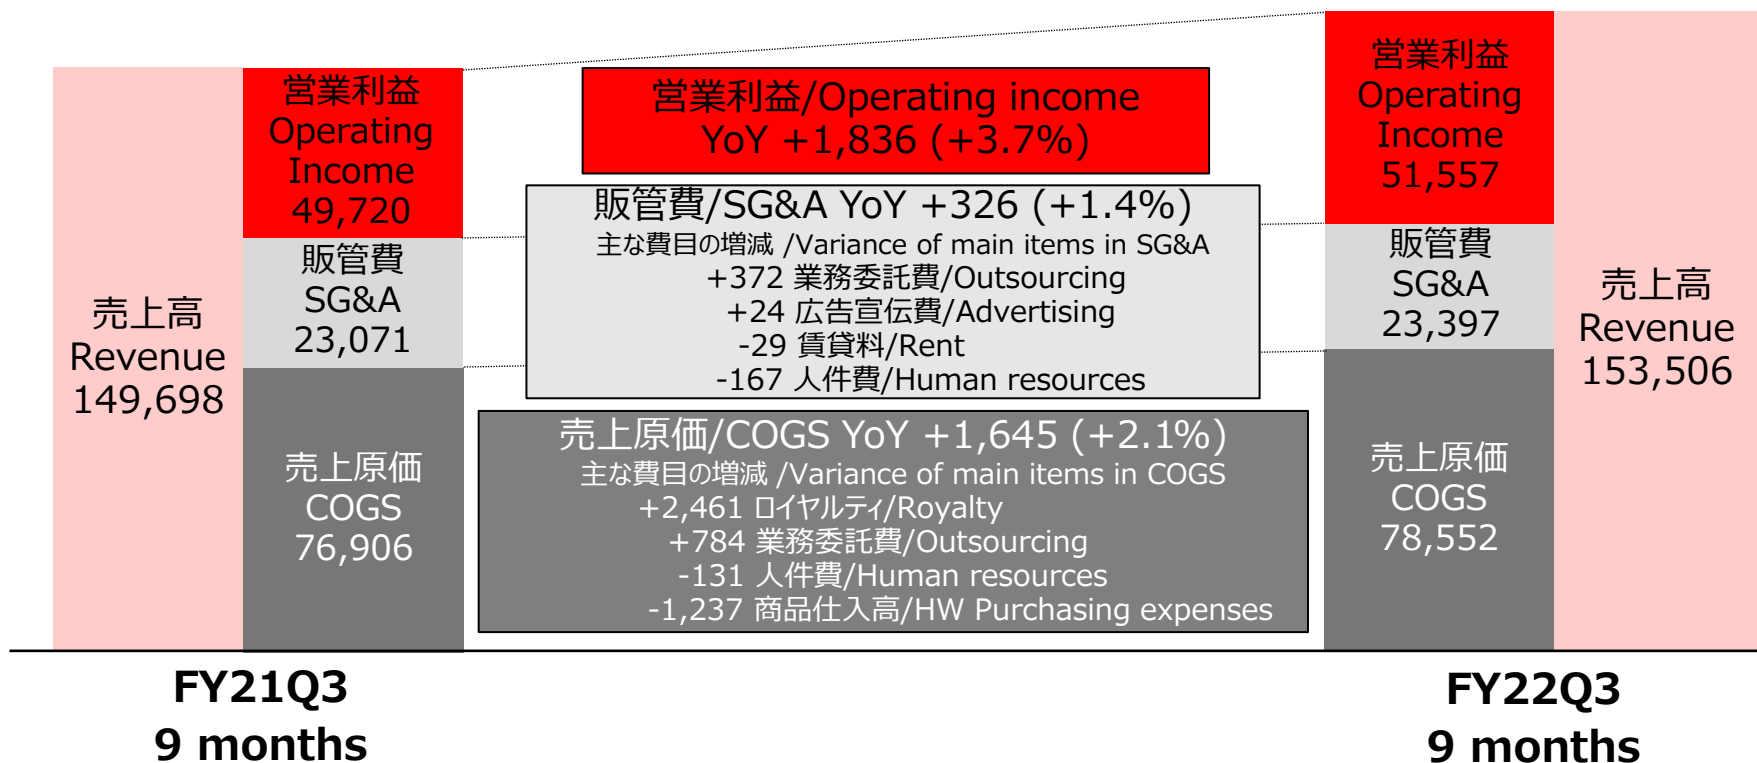 売上高
Revenue
149,698
営業利益
Operating
Income
49,720
販管費
SG&A
23,071
売上原価
COGS
76,906
営業利益/Operating income
YoY +1,836 (+3.7%)
販管費/SG&A YoY +326 (+1.4%)
主な費目の増減 /Variance of main items in SG&A
+372 業務委託費/Outsourcing
+24 広告宣伝費/Advertising
-29 賃貸料/Rent
-167 人件費/Human resources
売上原価/COGS YoY +1,645 (+2.1%)
主な費目の増減 /Variance of main items in COGS
+2,461 ロイヤルティ/Royalty
+784 業務委託費/Outsourcing
-131 人件費/Human resources
-1,237 商品仕入高/HW Purchasing expenses
営業利益
Operating
Income
51,557
販管費
SG&A
23,397
売上原価
COGS
78,552
売上高
Revenue
153,506
FY21Q3
9 months
FY22Q3
9 months